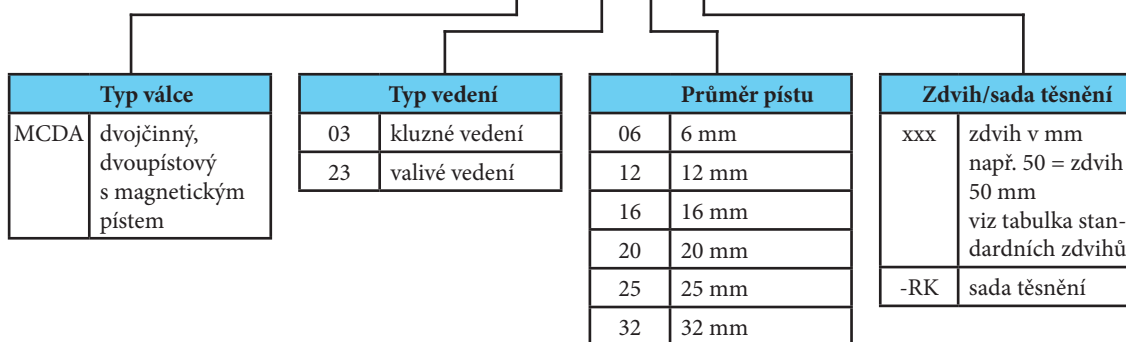 Typ válce
MCDA dvojčinný,
dvoupístový
s magnetickým
pístem
Typ vedení
03 kluzné vedení
23 valivé vedení
Průměr pístu
06 6 mm
12 12 mm
16 16 mm
20 20 mm
25 25 mm
32 32 mm
Zdvih/sada těsnění
xxx zdvih v mm
např. 50 = zdvih
50 mm
viz tabulka stan-
dardních zdvihů
-RK sada těsnění